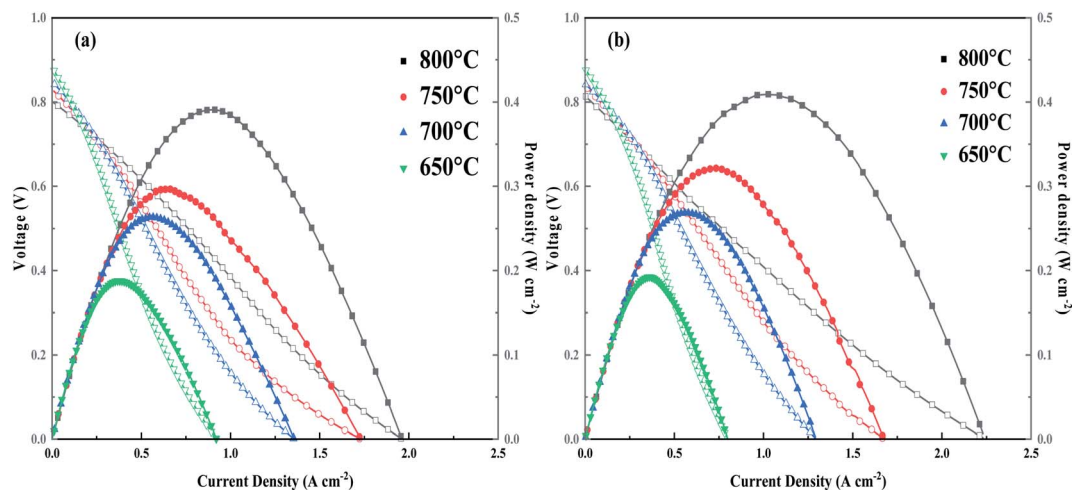 (a)
800°C
750°C
700°C
650°C
Voltage (V)
1.0
0.8
0.6
0.4
0.2
0.0
0.5
0.4
0.3
0.2
0.1
0.0
Power density (W cm-2)
0.0 0.5 1.0 1.5 2.0 2.5
Current Density (A cm-2)
(b)
800°C
750°C
700°C
650°C
Voltage (V)
1.0
0.8
0.6
0.4
0.2
0.0
0.5
0.4
0.3
0.2
0.1
0.0
Power density (W cm-2)
0.0 0.5 1.0 1.5 2.0 2.5
Current Density (A cm-2)